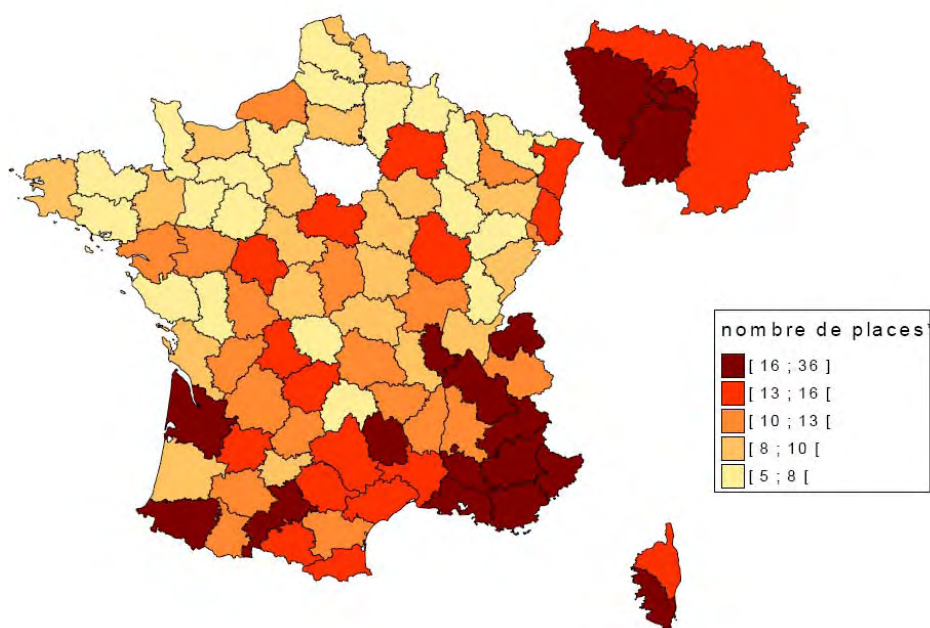 nombre de places*
[ 16 ; 36 ]
[ 13 ; 16 [
[ 10 ; 13 [
[ 8 ; 10 [
[ 5 ; 8 [